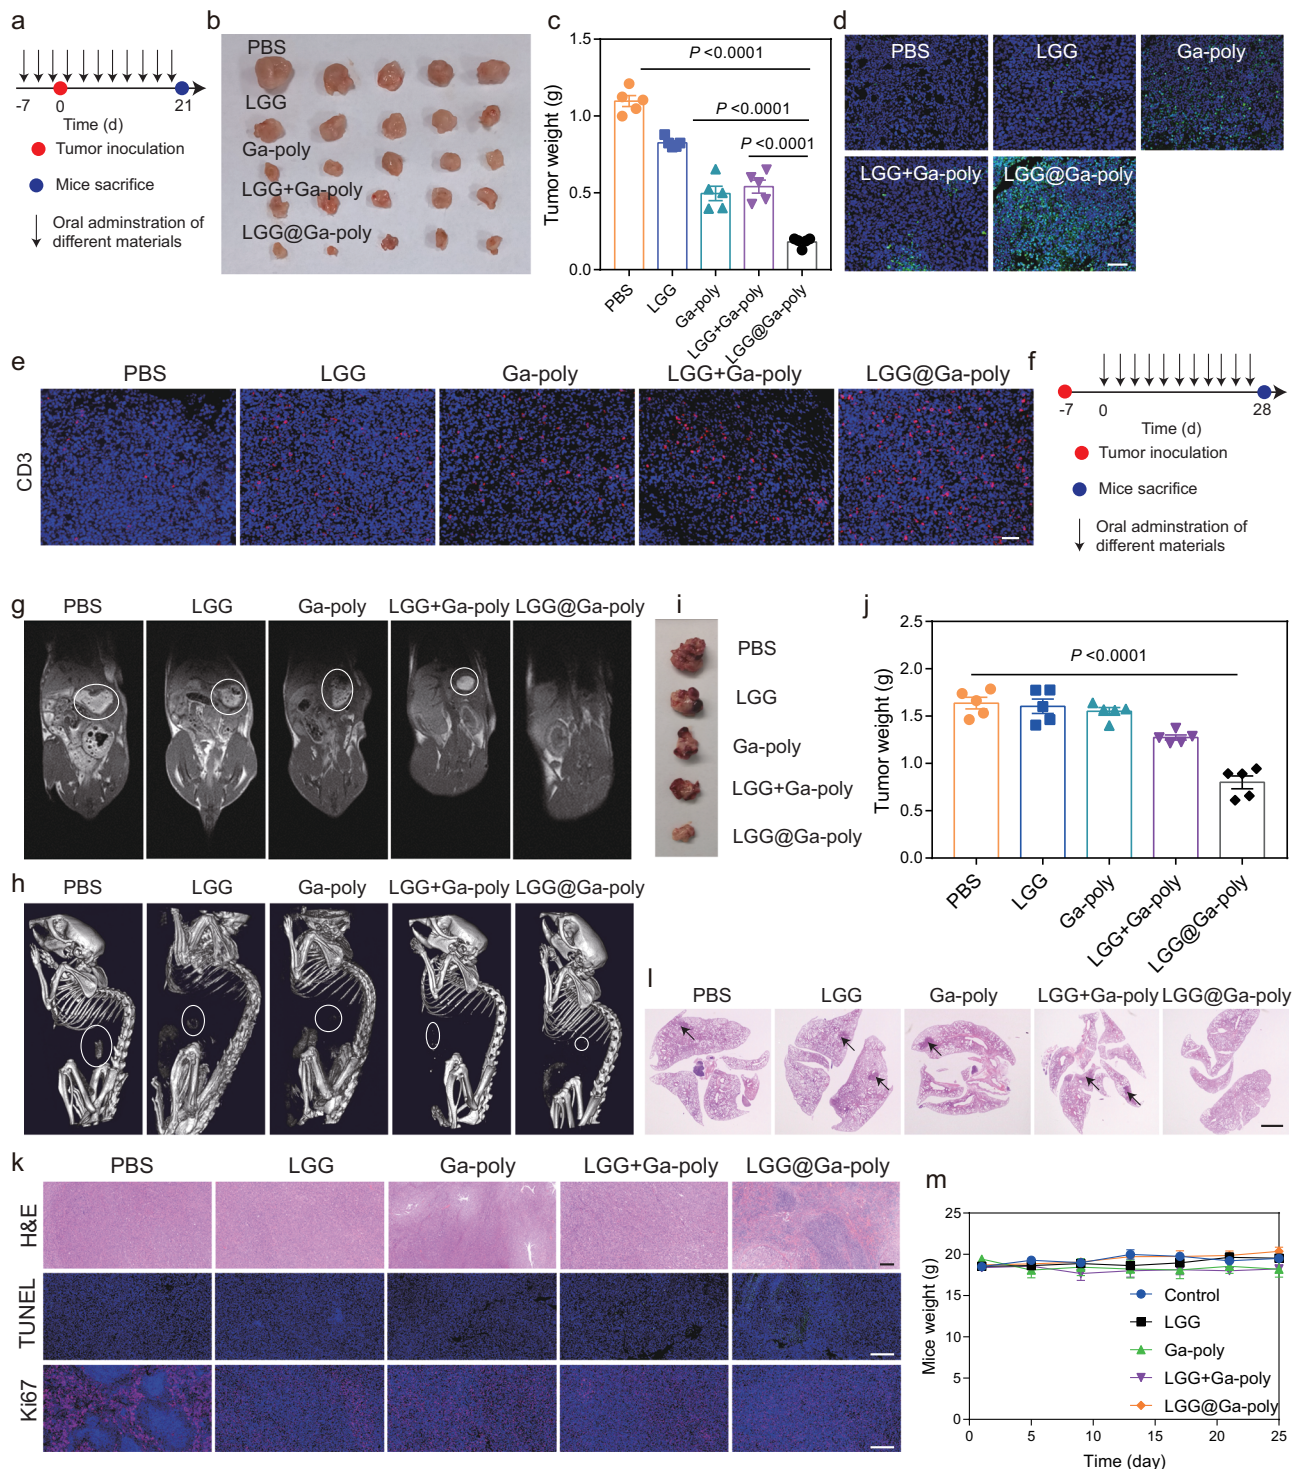 a
-7
0
21
Time (d)
Tumor inoculation
Mice sacrifice
Oral adminstration of
different materials
b
PBS
LGG
Ga-poly
LGG+Ga-poly
LGG@Ga-poly
c
Tumor weight (g)
1.5
1.0
0.5
0.0
P <0.0001
P <0.0001
P <0.0001
PBS
LGG
Ga-poly
LGG+Ga-poly
LGG@Ga-poly
d
PBS
LGG
Ga-poly
LGG+Ga-poly
LGG@Ga-poly
e
PBS
LGG
Ga-poly
LGG+Ga-poly
LGG@Ga-poly
CD3
f
-7
0
28
Time (d)
Tumor inoculation
Mice sacrifice
Oral adminstration of
different materials
g
PBS
LGG
Ga-poly
LGG+Ga-poly
LGG@Ga-poly
h
PBS
LGG
Ga-poly
LGG+Ga-poly
LGG@Ga-poly
i
PBS
LGG
Ga-poly
LGG+Ga-poly
LGG@Ga-poly
j
Tumor weight (g)
2.5
2.0
1.5
1.0
0.5
0.0
P <0.0001
PBS
LGG
Ga-poly
LGG+Ga-poly
LGG@Ga-poly
l
PBS
LGG
Ga-poly
LGG+Ga-poly
LGG@Ga-poly
k
PBS
LGG
Ga-poly
LGG+Ga-poly
LGG@Ga-poly
H&E
TUNEL
Ki67
m
Mice weight (g)
25
20
15
10
5
0
Control
LGG
Ga-poly
LGG+Ga-poly
LGG@Ga-poly
0
5
10
15
20
25
Time (day)